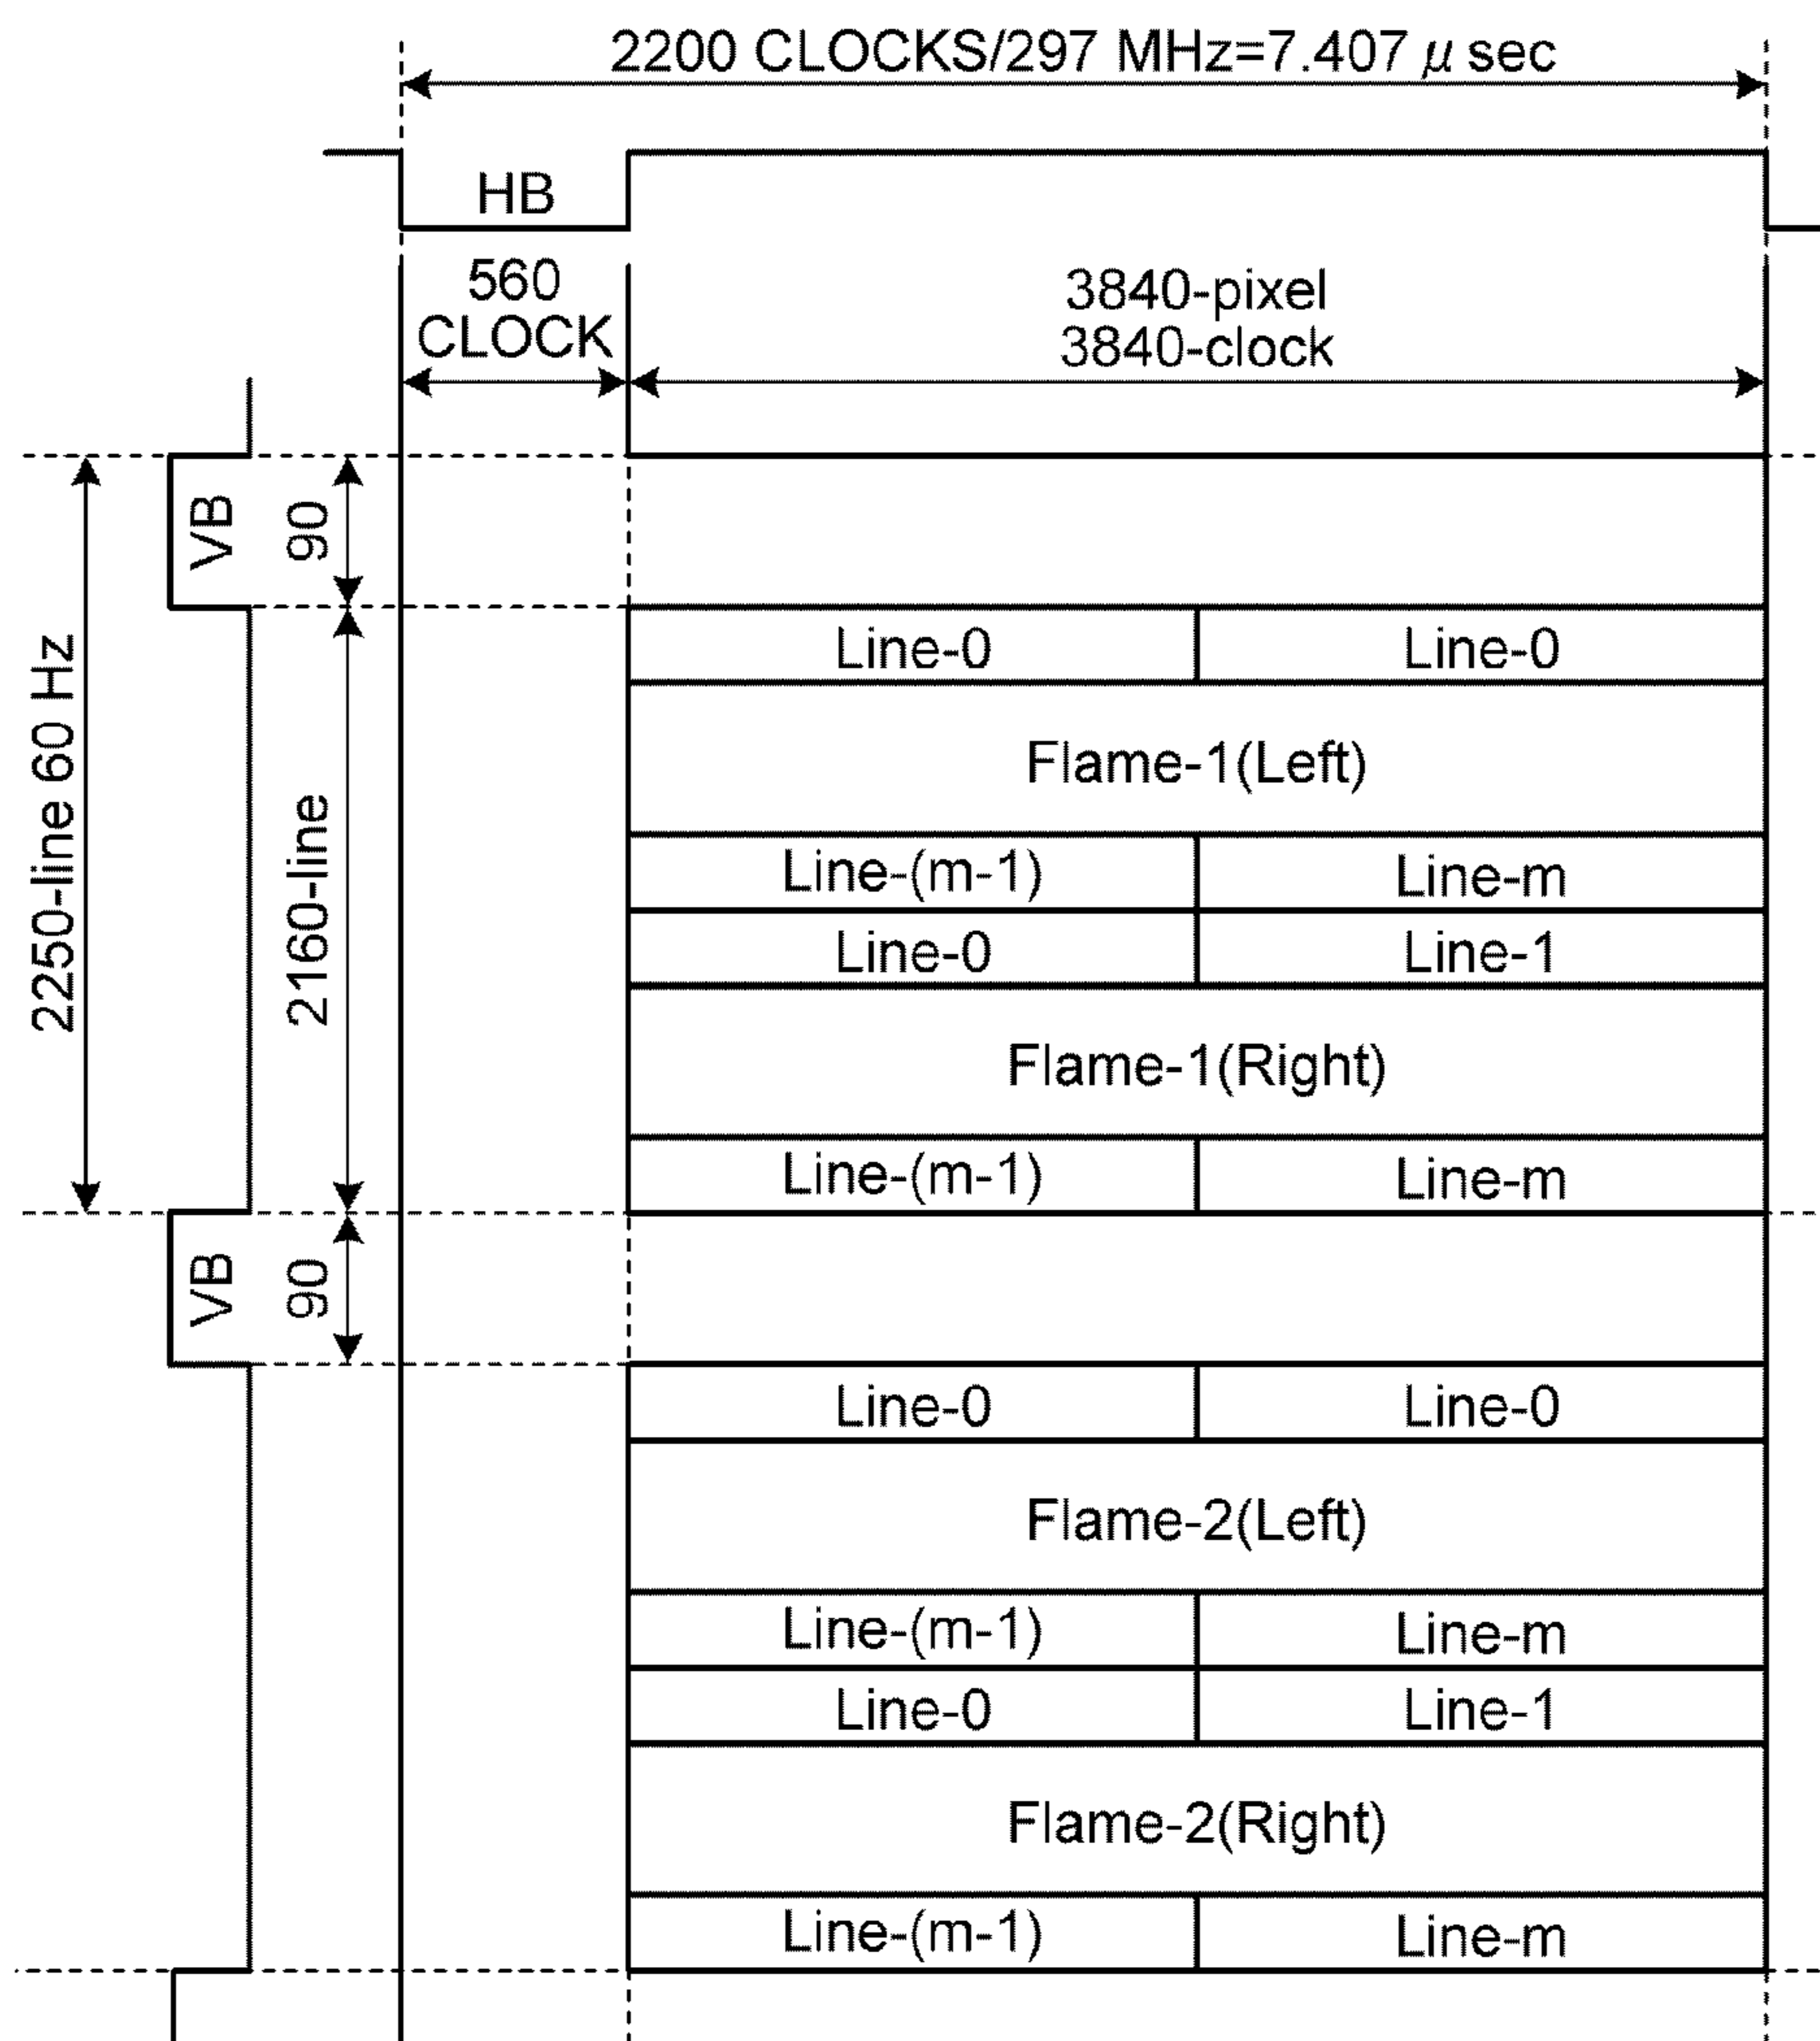 2200 CLOCKS/297 MHz=7.407 μ sec
HB
560
CLOCK
3840-pixel
3840-clock
2250-line 60 Hz
VB
90
2160-line
Line-0 Line-0
Flame-1(Left)
Line-(m-1) Line-m
Line-0 Line-1
Flame-1(Right)
Line-(m-1) Line-m
VB
90
Line-0 Line-0
Flame-2(Left)
Line-(m-1) Line-m
Line-0 Line-1
Flame-2(Right)
Line-(m-1) Line-m